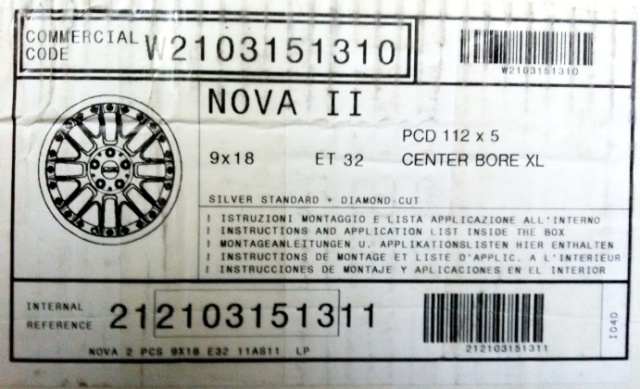 COMMERCIAL CODE W2103151310
W2103151310
NOVA II
PCD 112 x 5
9x18 ET 32 CENTER BORE XL
SILVER STANDARD + DIAMOND-CUT
! ISTRUZIONI MONTAGGIO E LISTA APPLICAZIONE ALL'INTERNO
! INSTRUCTIONS AND APPLICATION LIST INSIDE THE BOX
! MONTAGEANLEITUNGEN U. APPLIKATIONSLISTEN HIER ENTHALTEN
! INSTRUCTIONS DE MONTAGE ET LISTE D'APPLIC. A L'INTERIEUR
! INSTRUCCIONES DE MONTAJE Y APLICACIONES EN EL INTERIOR
INTERNAL REFERENCE 212103151311
212103151311
NOVA 2 PCS 9X18 E32 11AS11 LP
I040